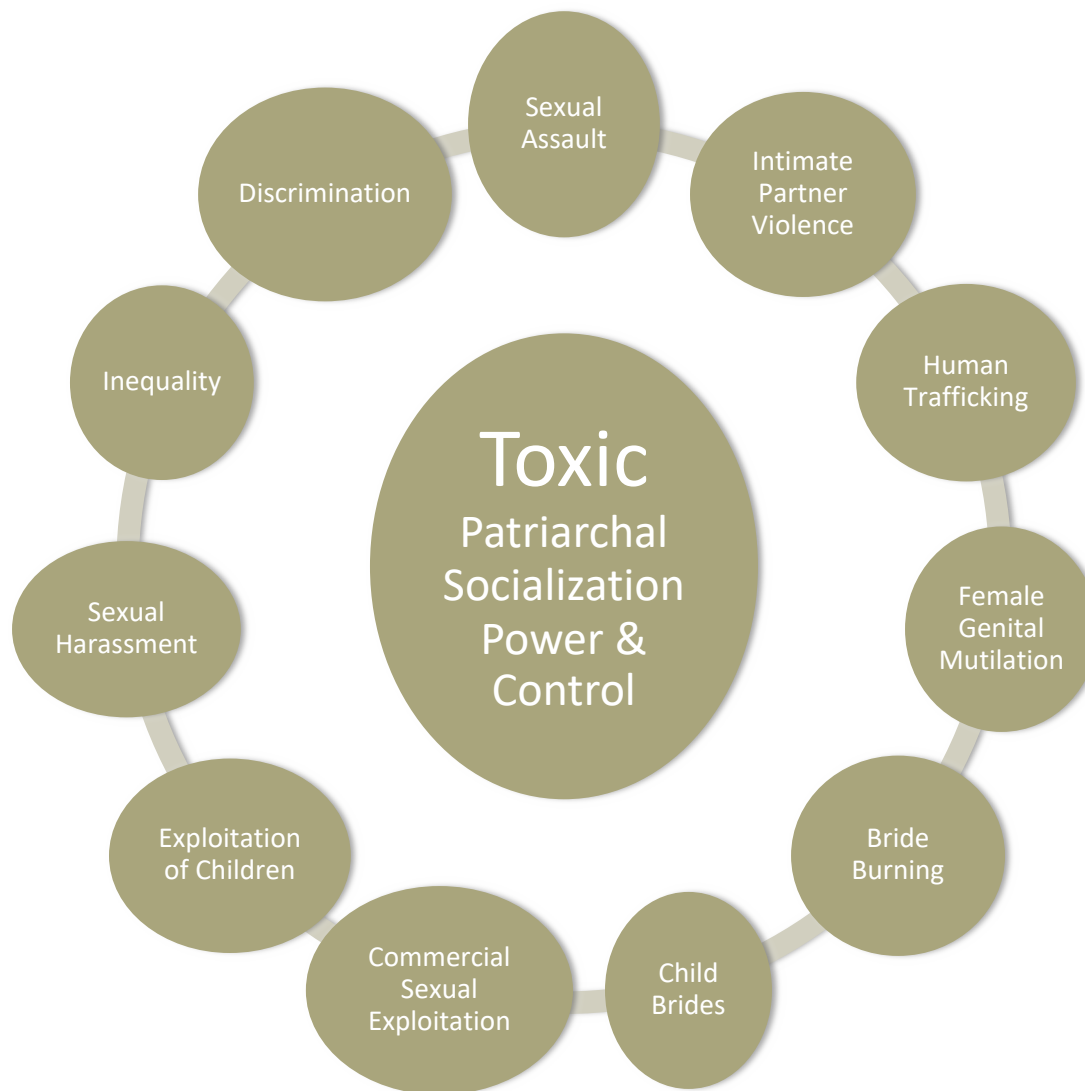 Sexual
Assault
Intimate
Partner
Violence
Human
Trafficking
Female
Genital
Mutilation
Bride
Burning
Child
Brides
Commercial
Sexual
Exploitation
Exploitation
of Children
Sexual
Harassment
Inequality
Discrimination
Toxic
Patriarchal
Socialization
Power &
Control